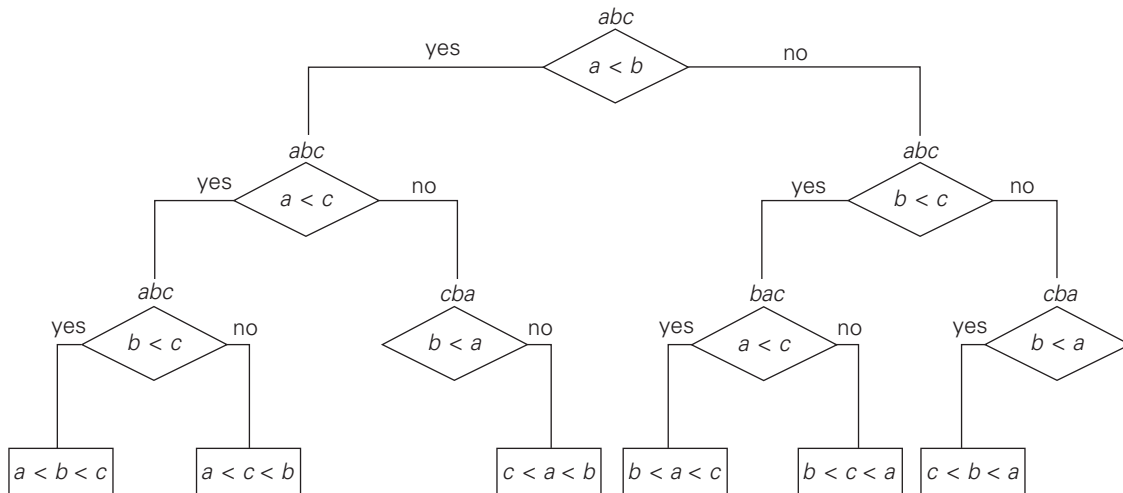 abc
yes a < b no
abc abc
yes a < c no yes b < c no
abc cba bac cba
yes b < c no b < a no yes a < c no yes b < a
a < b < c a < c < b c < a < b b < a < c b < c < a c < b < a